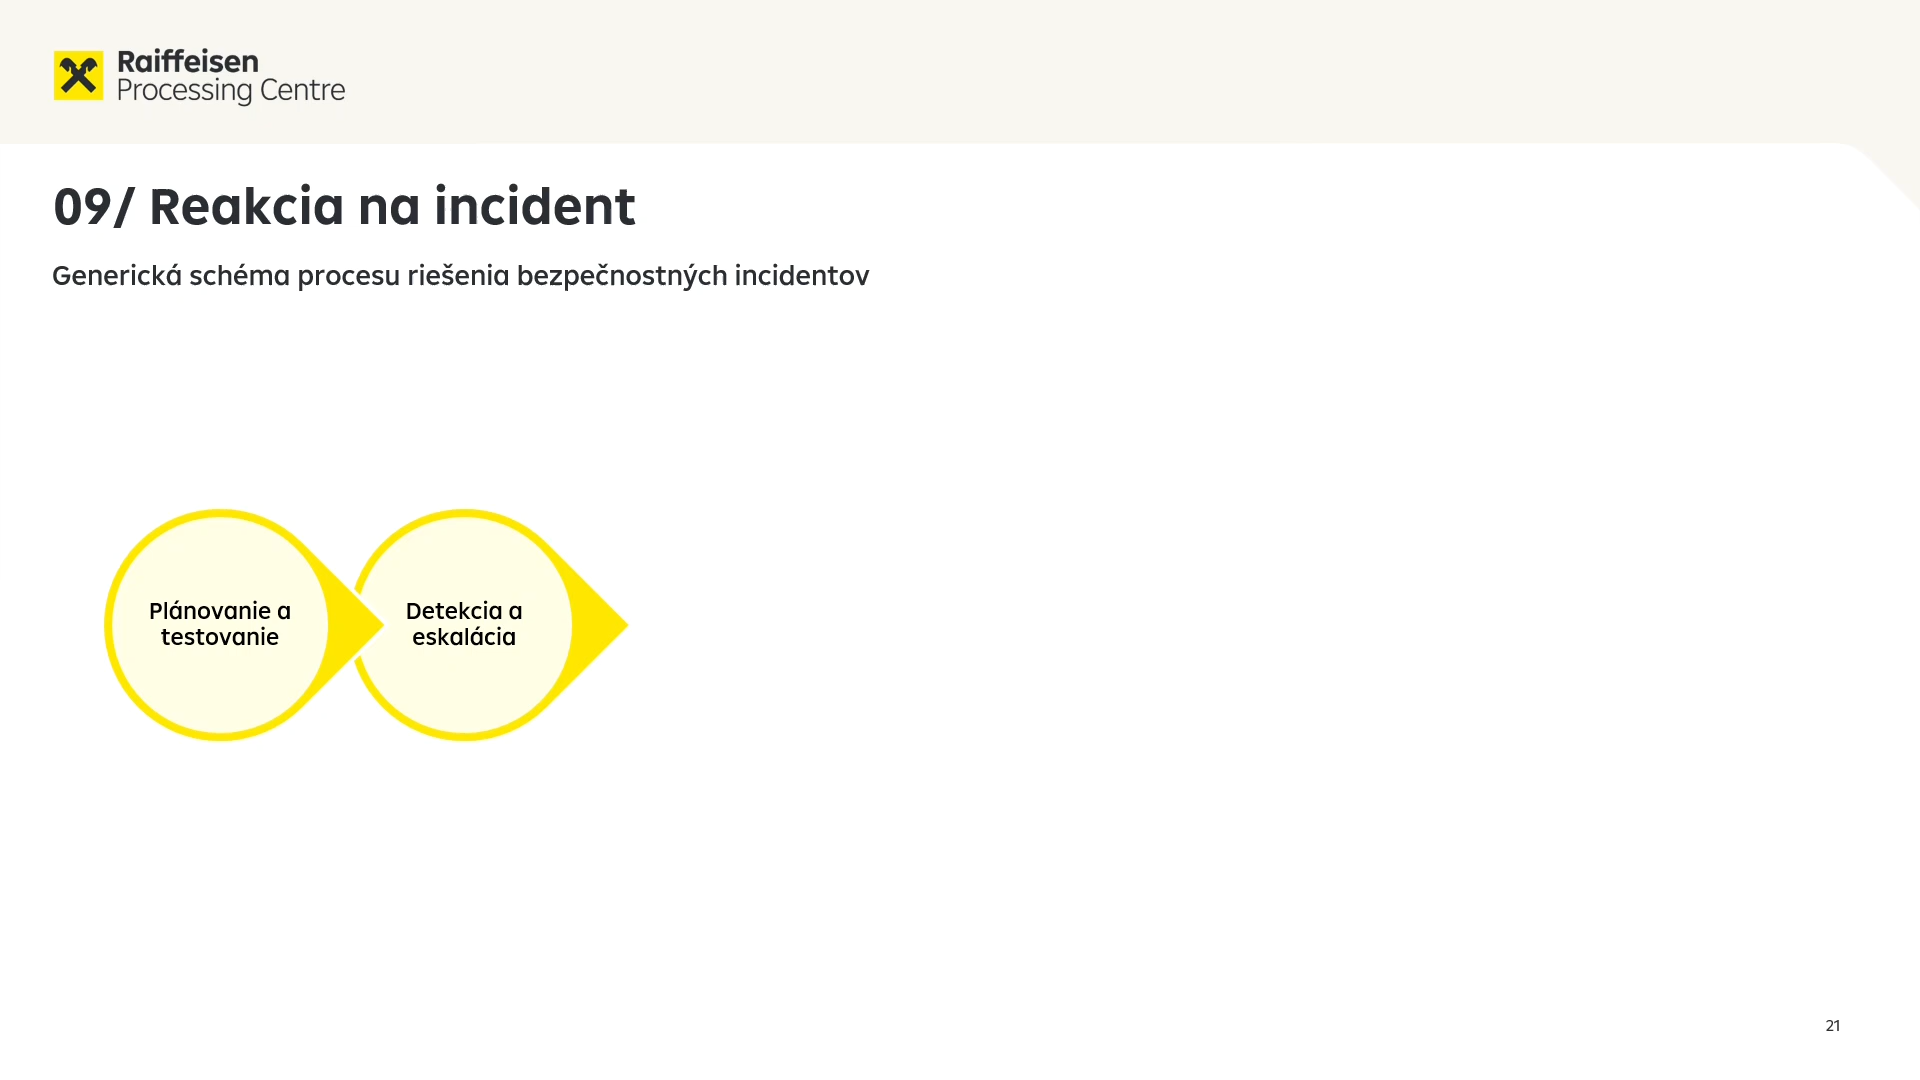 Raiffeisen
Processing Centre
09/ Reakcia na incident
Generická schéma procesu riešenia bezpečnostných incidentov
Plánovanie a
testovanie
Detekcia a
eskalácia
21